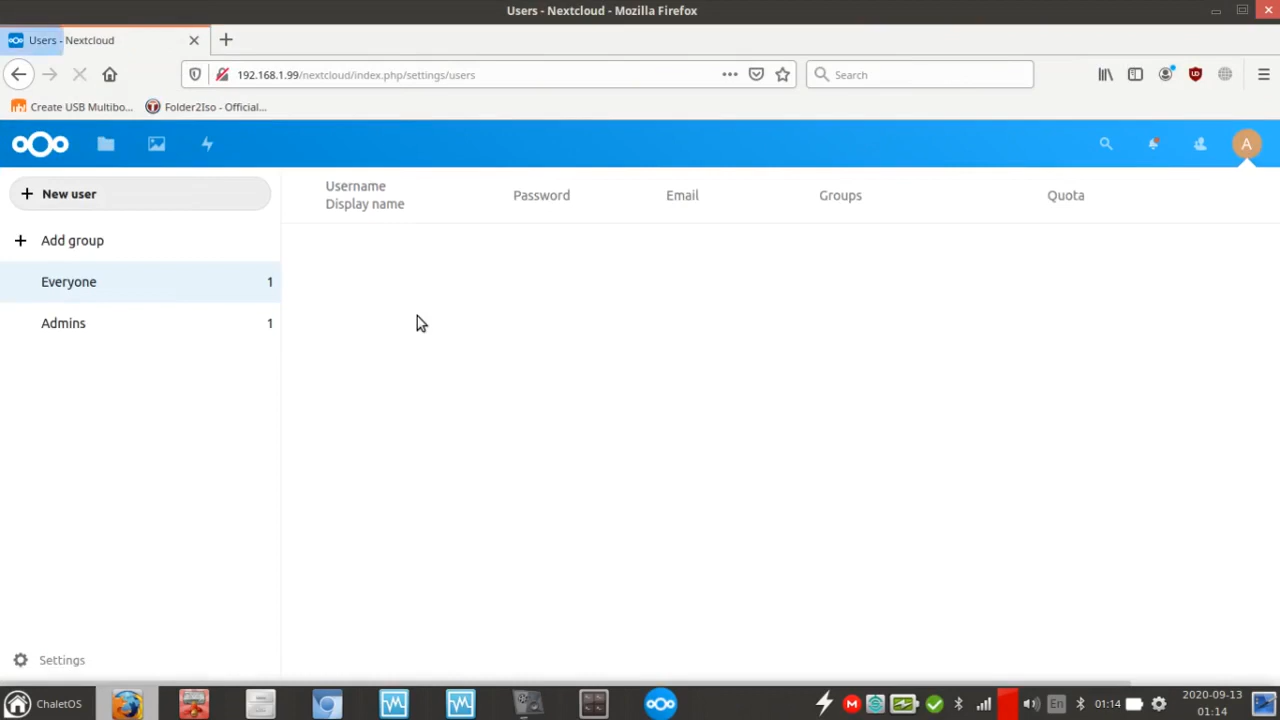 Users - Nextcloud - Mozilla Firefox
Users - Nextcloud
192.168.1.99/nextcloud/index.php/settings/users
Search
Create USB Multibo...
Folder2Iso - Official...
A
New user
Username
Display name
Password
Email
Groups
Quota
Add group
Everyone 1
Admins 1
Settings
ChaletOS
En
01:14
2020-09-13
01:14